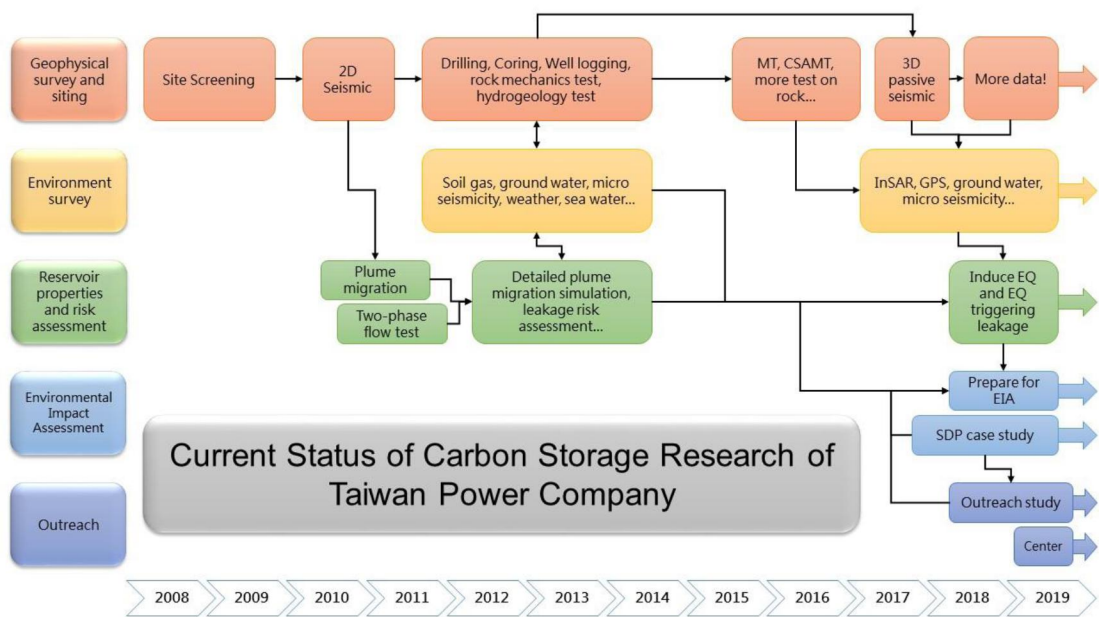 Geophysical
survey and
siting
Site Screening
2D
Seismic
Drilling, Coring, Well logging,
rock mechanics test,
hydrogeology test
MT, CSAMT,
more test on
rock...
3D
passive
seismic
More data!
Environment
survey
Soil gas, ground water, micro
seismicity, weather, sea water...
InSAR, GPS, ground water,
micro seismicity...
Reservoir
properties
and risk
assessment
Plume
migration
Two-phase
flow test
Detailed plume
migration simulation,
leakage risk
assessment...
Induce EQ
and EQ
triggering
leakage
Environmental
Impact
Assessment
Prepare for
EIA
SDP case study
Current Status of Carbon Storage Research of
Taiwan Power Company
Outreach
Outreach study
Center
2008 2009 2010 2011 2012 2013 2014 2015 2016 2017 2018 2019